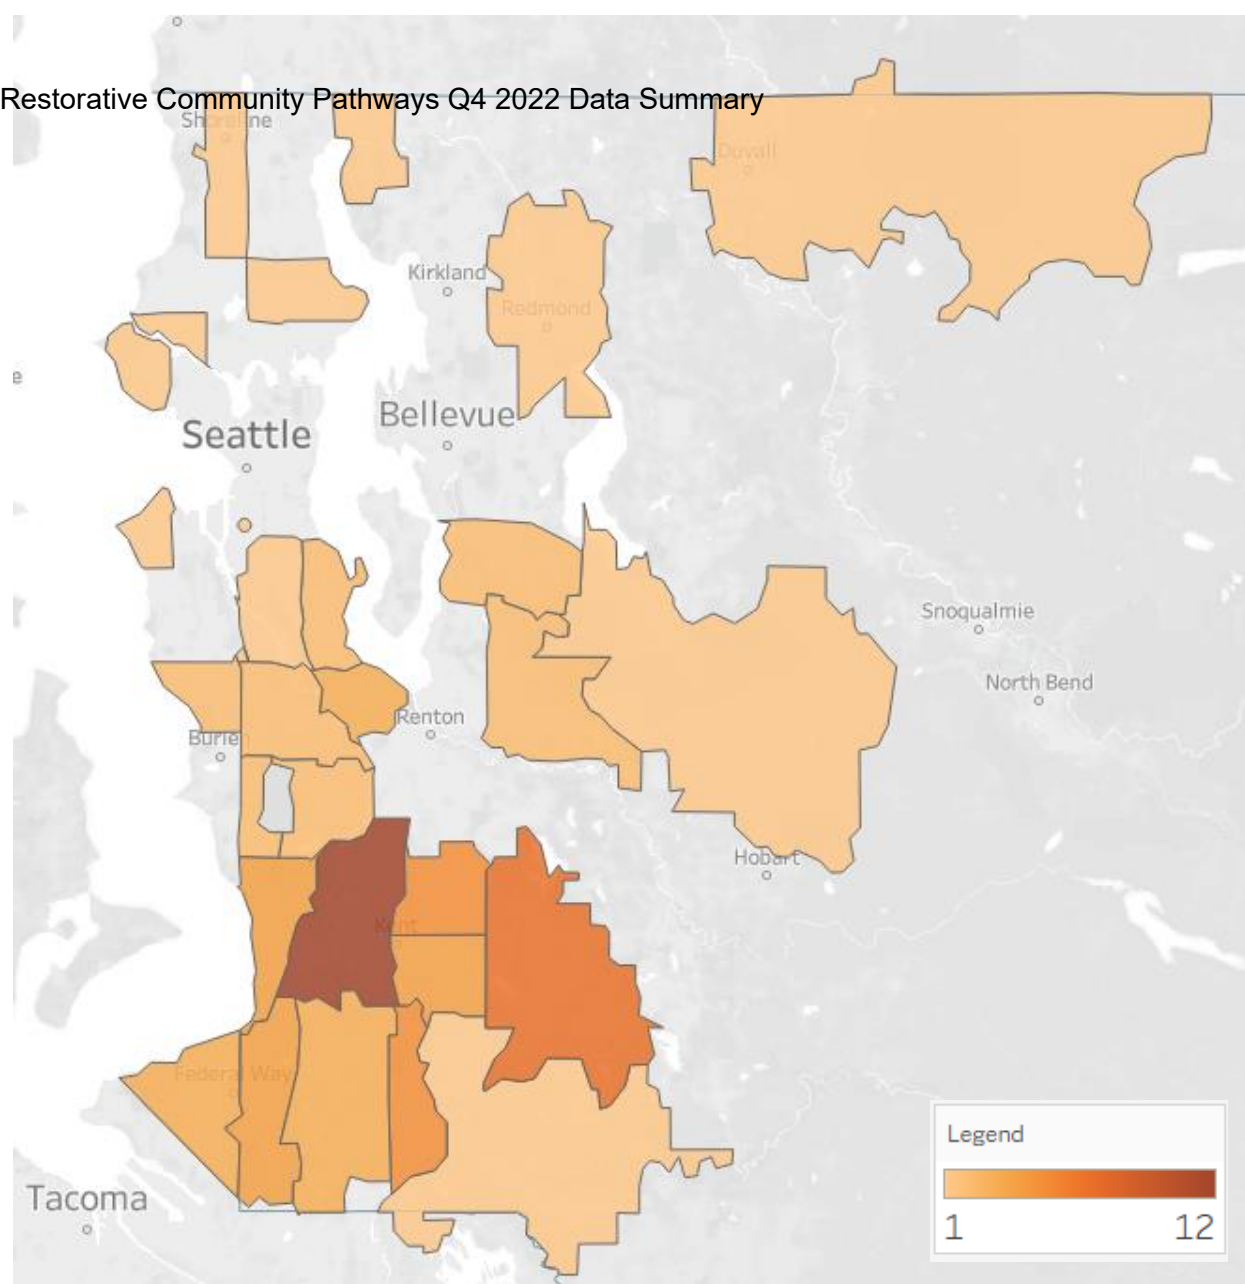 Restorative Community Pathways Q4 2022 Data Summary
Shoreline
Duvall
Kirkland
Redmond
e
Bellevue
Seattle
Snoqualmie
North Bend
Renton
Burie
Hobart
Kent
Federal Way
Legend
1 12
Tacoma